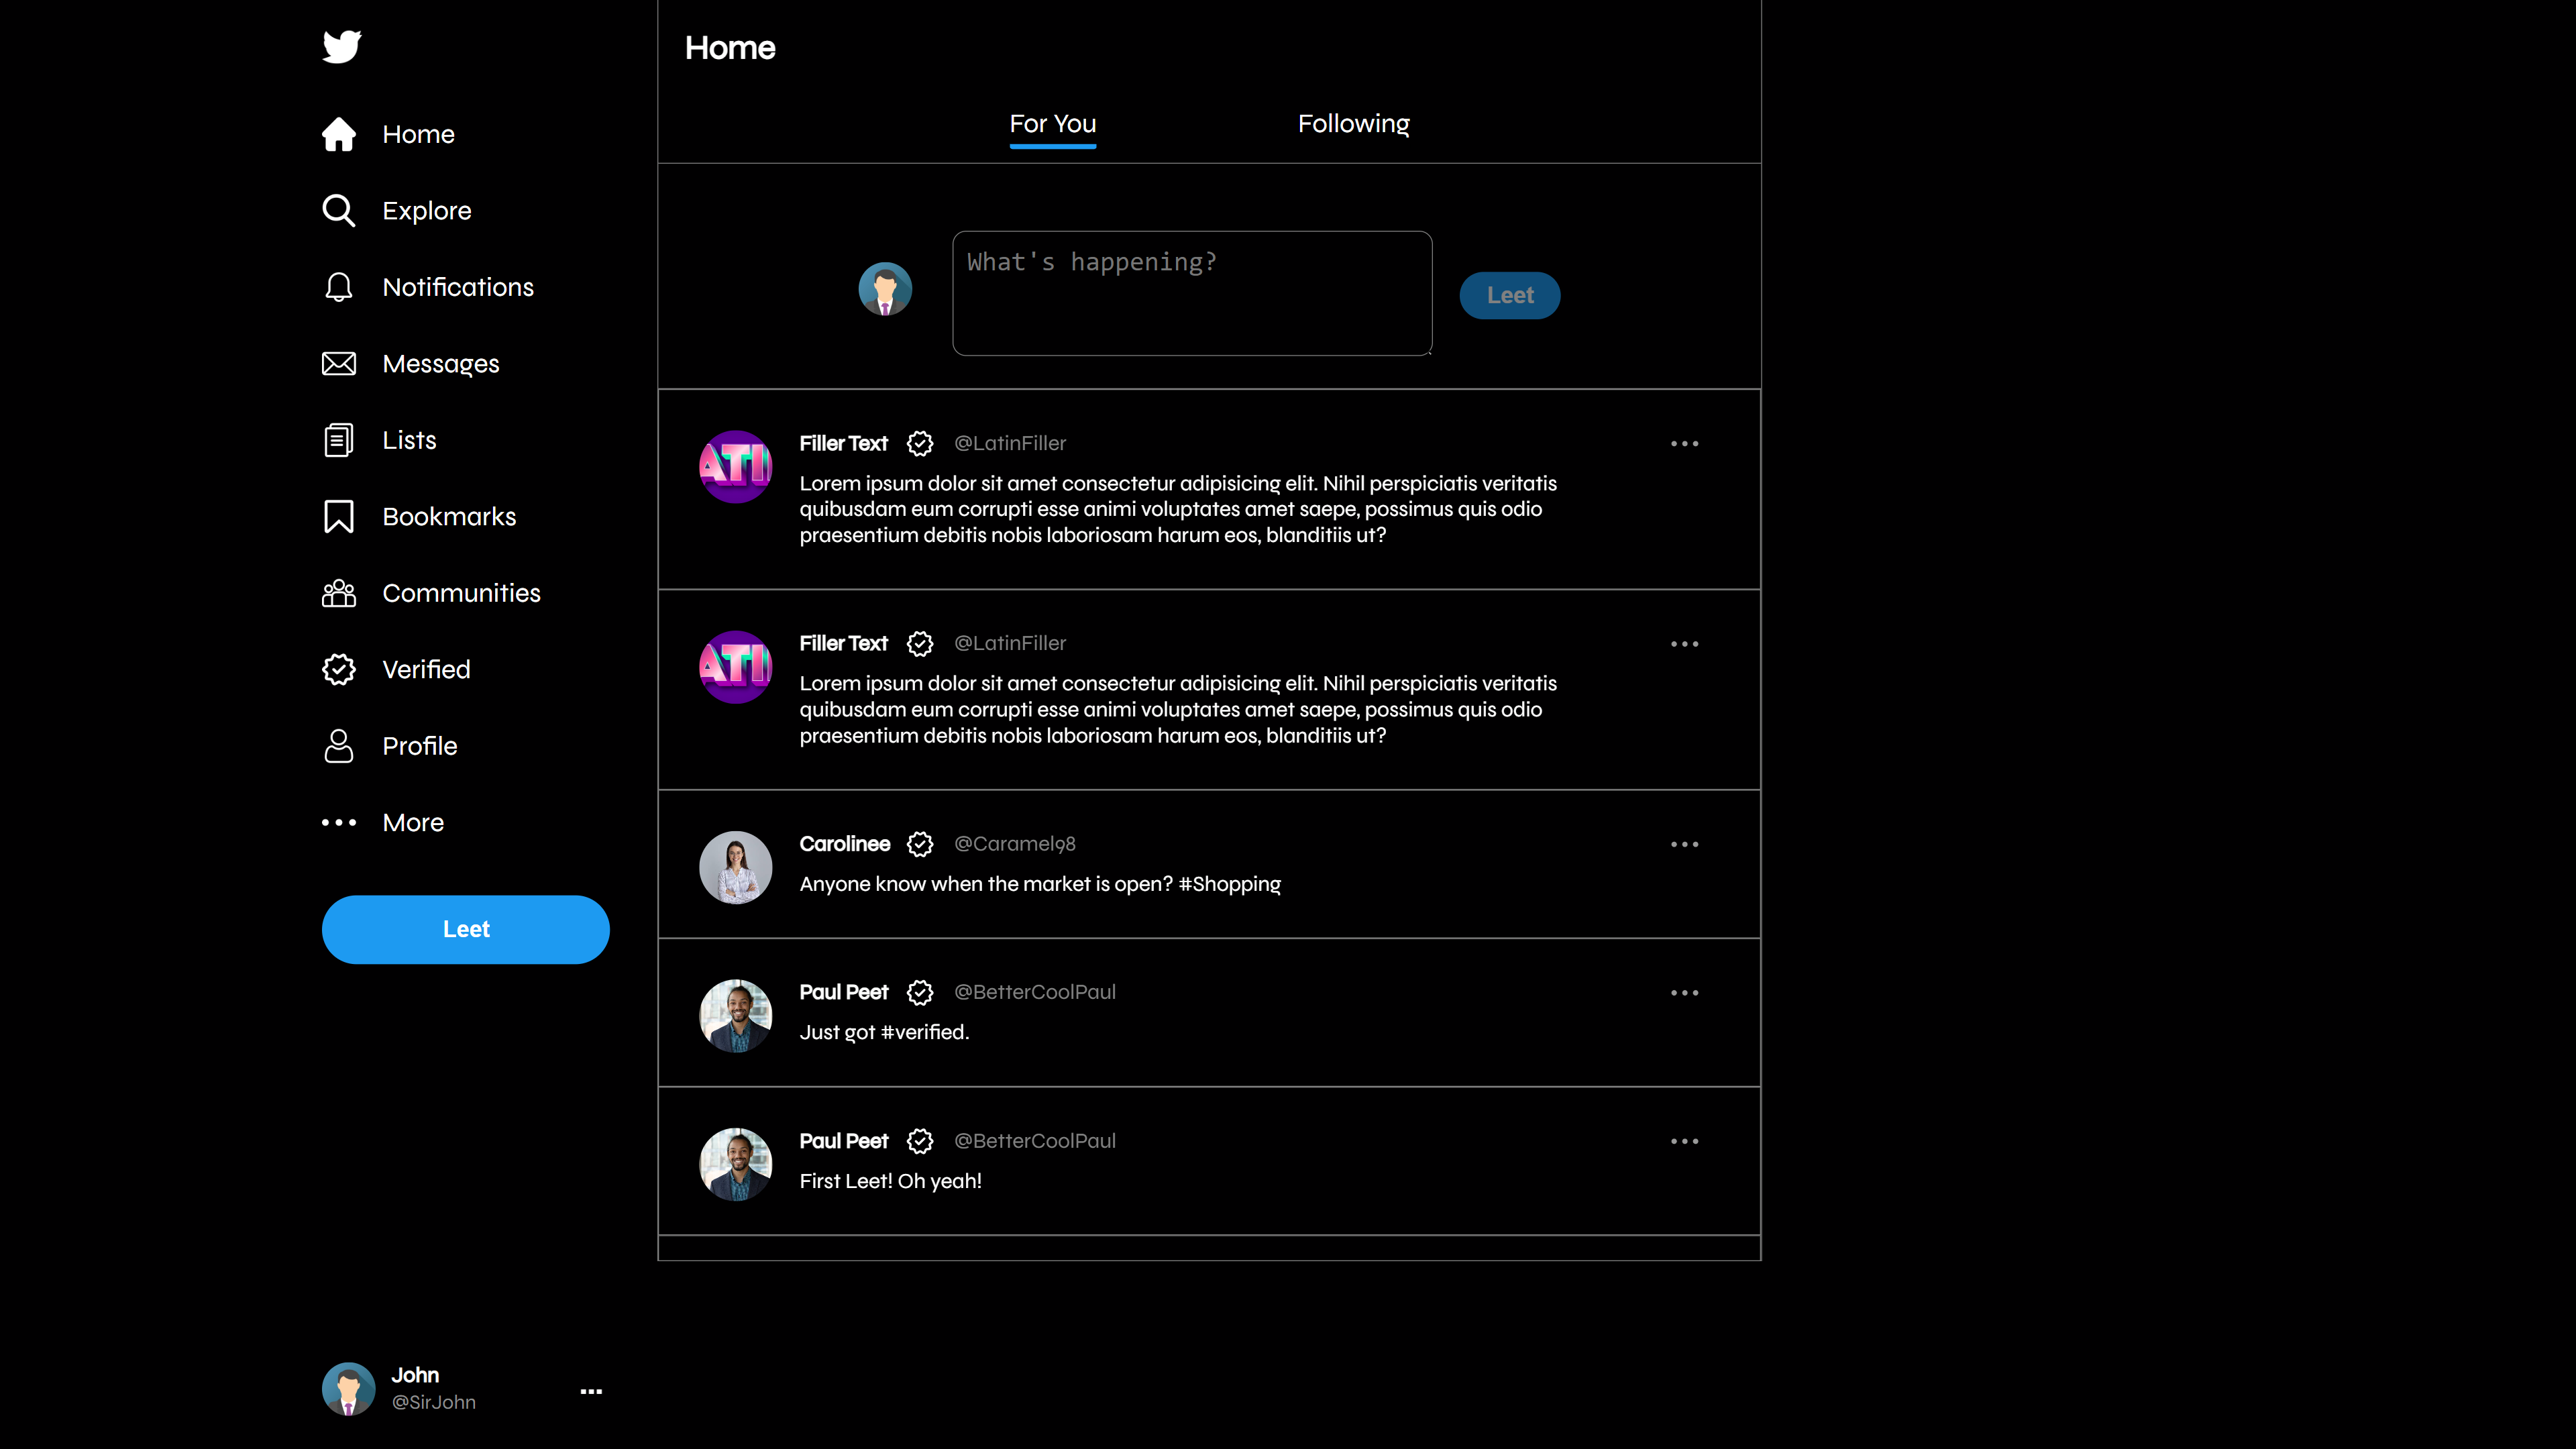 Home
Explore
Notifications
Messages
Lists
Bookmarks
Communities
Verified
Profile
More
Leet
John
@SirJohn
Home
For You
Following
What's happening?
Leet
ATI
Filler Text @LatinFiller
Lorem ipsum dolor sit amet consectetur adipisicing elit. Nihil perspiciatis veritatis
quibusdam eum corrupti esse animi voluptates amet saepe, possimus quis odio
praesentium debitis nobis laboriosam harum eos, blanditiis ut?
ATI
Filler Text @LatinFiller
Lorem ipsum dolor sit amet consectetur adipisicing elit. Nihil perspiciatis veritatis
quibusdam eum corrupti esse animi voluptates amet saepe, possimus quis odio
praesentium debitis nobis laboriosam harum eos, blanditiis ut?
Carolinee @Caramel98
Anyone know when the market is open? #Shopping
Paul Peet @BetterCoolPaul
Just got #verified.
Paul Peet @BetterCoolPaul
First Leet! Oh yeah!